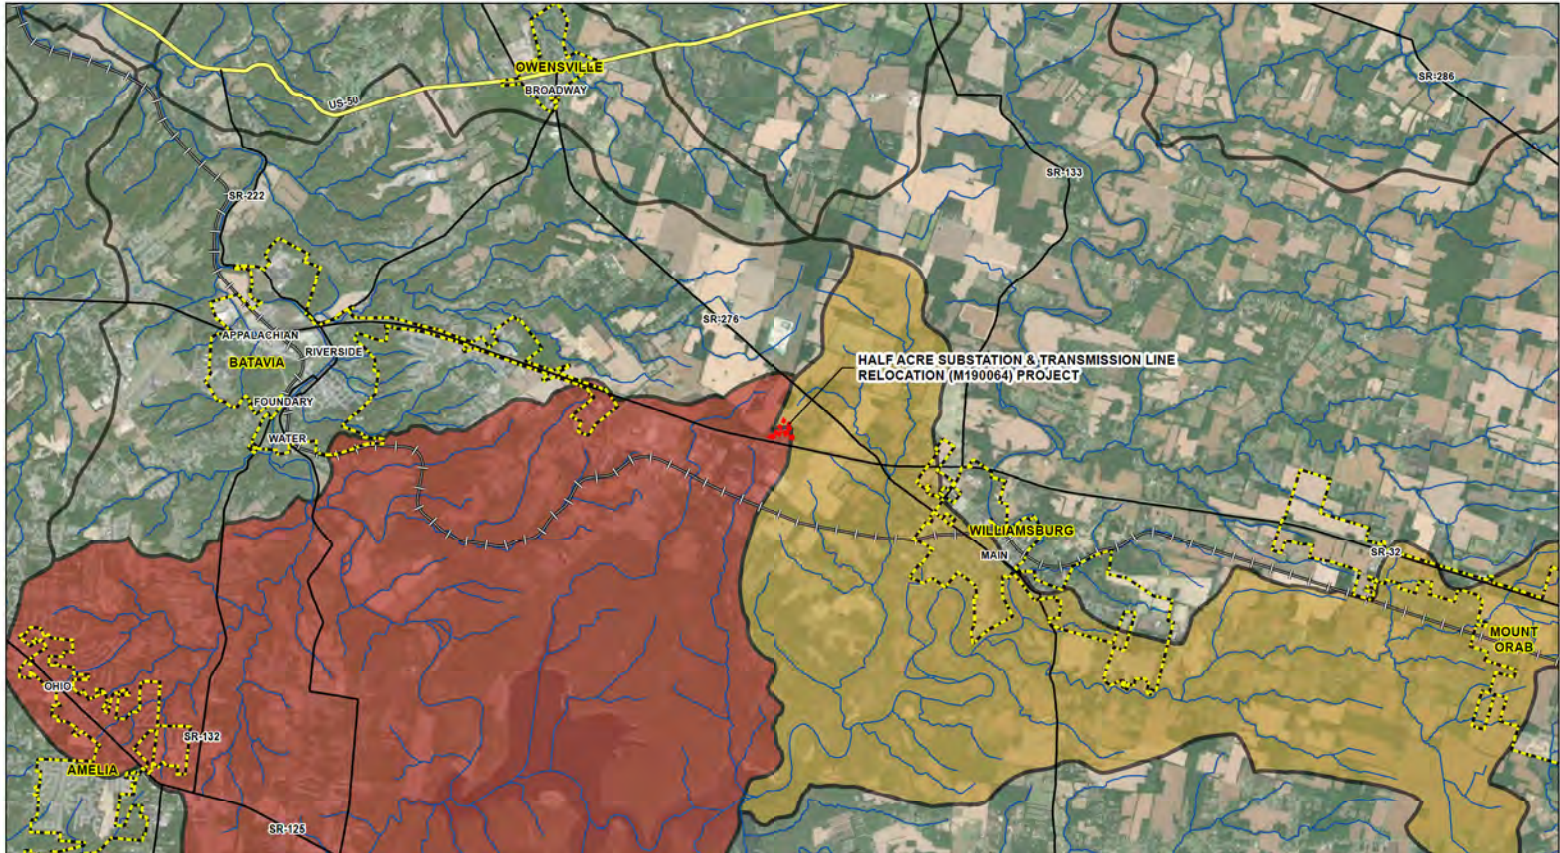 OWENSVILLE
SR-286
BROADWAY
US-50
SR-133
SR-222
SR-276
APPALACHIAN
RIVERSIDE
BATAVIA
HALF ACRE SUBSTATION & TRANSMISSION LINE
RELOCATION (M190064) PROJECT
FOUNDARY
WATER
WILLIAMSBURG
MAIN
SR-32
MOUNT
ORAB
OHIO
SR-132
AMELIA
SR-125